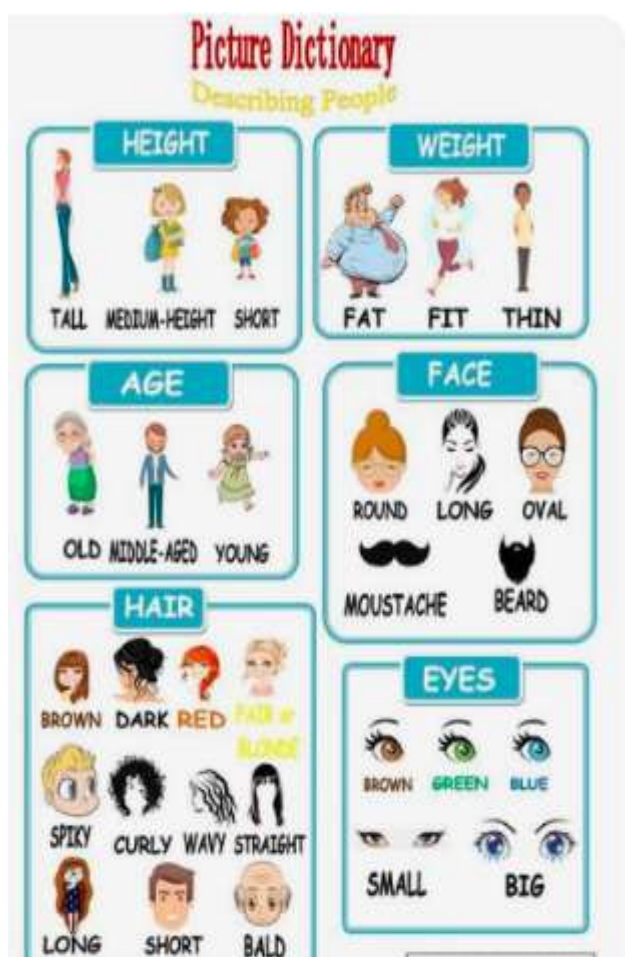 Picture Dictionary
Describing People
HEIGHT
TALL MEDIUM-HEIGHT SHORT
WEIGHT
FAT FIT THIN
AGE
OLD MIDDLE-AGED YOUNG
FACE
ROUND LONG OVAL
MOUSTACHE BEARD
HAIR
BROWN DARK RED FAIR or
BLONDE
SPIKY CURLY WAVY STRAIGHT
LONG SHORT BALD
EYES
BROWN GREEN BLUE
SMALL BIG